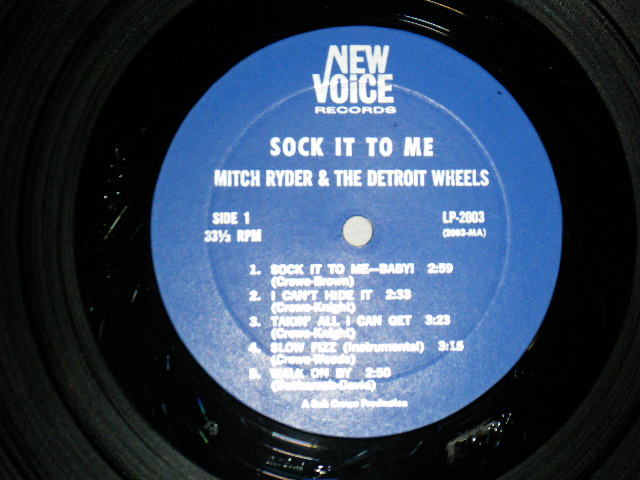 NEW
VOICE
RECORDS
SOCK IT TO ME
MITCH RYDER & THE DETROIT WHEELS
SIDE 1 LP-2003
33⅓ RPM (2003-MA)
1. SOCK IT TO ME—BABY! 2:59
(Crewe-Brown)
2. I CAN'T HIDE IT 2:33
(Crewe-Knight)
3. TAKIN' ALL I CAN GET 3:23
(Crewe-Knight)
4. SLOW FIZZ (Instrumental) 3:15
(Crewe-Woods)
5. WALK ON BY 2:50
(Bacharach-David)
A Bob Crewe Production